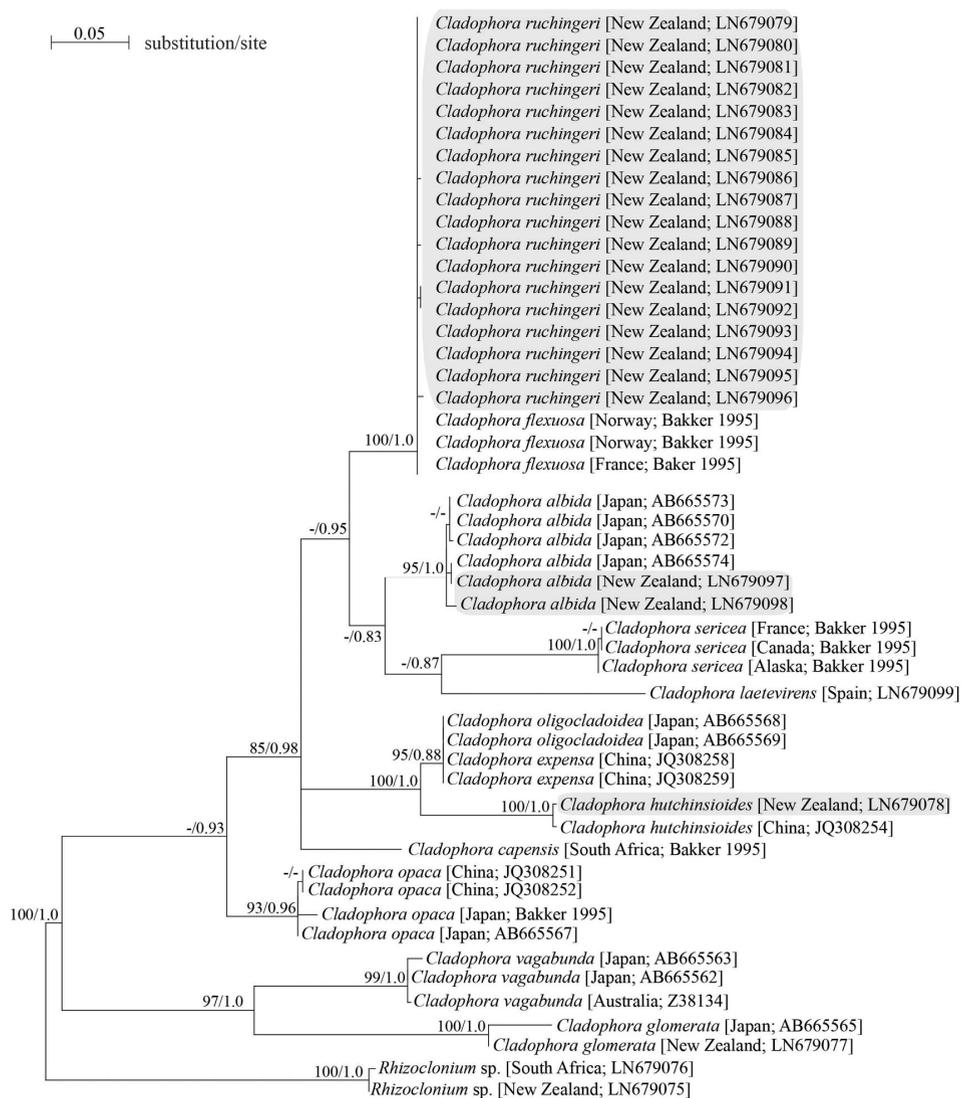 0.05 substitution/site
Cladophora ruchingeri [New Zealand; LN679079]
Cladophora ruchingeri [New Zealand; LN679080]
Cladophora ruchingeri [New Zealand; LN679081]
Cladophora ruchingeri [New Zealand; LN679082]
Cladophora ruchingeri [New Zealand; LN679083]
Cladophora ruchingeri [New Zealand; LN679084]
Cladophora ruchingeri [New Zealand; LN679085]
Cladophora ruchingeri [New Zealand; LN679086]
Cladophora ruchingeri [New Zealand; LN679087]
Cladophora ruchingeri [New Zealand; LN679088]
Cladophora ruchingeri [New Zealand; LN679089]
Cladophora ruchingeri [New Zealand; LN679090]
Cladophora ruchingeri [New Zealand; LN679091]
Cladophora ruchingeri [New Zealand; LN679092]
Cladophora ruchingeri [New Zealand; LN679093]
Cladophora ruchingeri [New Zealand; LN679094]
Cladophora ruchingeri [New Zealand; LN679095]
Cladophora ruchingeri [New Zealand; LN679096]
Cladophora flexuosa [Norway; Bakker 1995]
100/1.0 Cladophora flexuosa [Norway; Bakker 1995]
Cladophora flexuosa [France; Baker 1995]
Cladophora albida [Japan; AB665573]
-/- Cladophora albida [Japan; AB665570]
-/0.95 Cladophora albida [Japan; AB665572]
Cladophora albida [Japan; AB665574]
95/1.0 Cladophora albida [New Zealand; LN679097]
Cladophora albida [New Zealand; LN679098]
-/- Cladophora sericea [France; Bakker 1995]
-/0.83 100/1.0 Cladophora sericea [Canada; Bakker 1995]
-/0.87 Cladophora sericea [Alaska; Bakker 1995]
Cladophora laetevirens [Spain; LN679099]
Cladophora oligocladoidea [Japan; AB665568]
85/0.98 Cladophora oligocladoidea [Japan; AB665569]
95/0.88 Cladophora expensa [China; JQ308258]
100/1.0 Cladophora expensa [China; JQ308259]
100/1.0 Cladophora hutchinsioides [New Zealand; LN679078]
-/0.93 Cladophora hutchinsioides [China; JQ308254]
Cladophora capensis [South Africa; Bakker 1995]
-/- Cladophora opaca [China; JQ308251]
Cladophora opaca [China; JQ308252]
100/1.0 93/0.96 Cladophora opaca [Japan; Bakker 1995]
Cladophora opaca [Japan; AB665567]
Cladophora vagabunda [Japan; AB665563]
99/1.0 Cladophora vagabunda [Japan; AB665562]
97/1.0 Cladophora vagabunda [Australia; Z38134]
100/1.0 Cladophora glomerata [Japan; AB665565]
Cladophora glomerata [New Zealand; LN679077]
100/1.0 Rhizoclonium sp. [South Africa; LN679076]
Rhizoclonium sp. [New Zealand; LN679075]